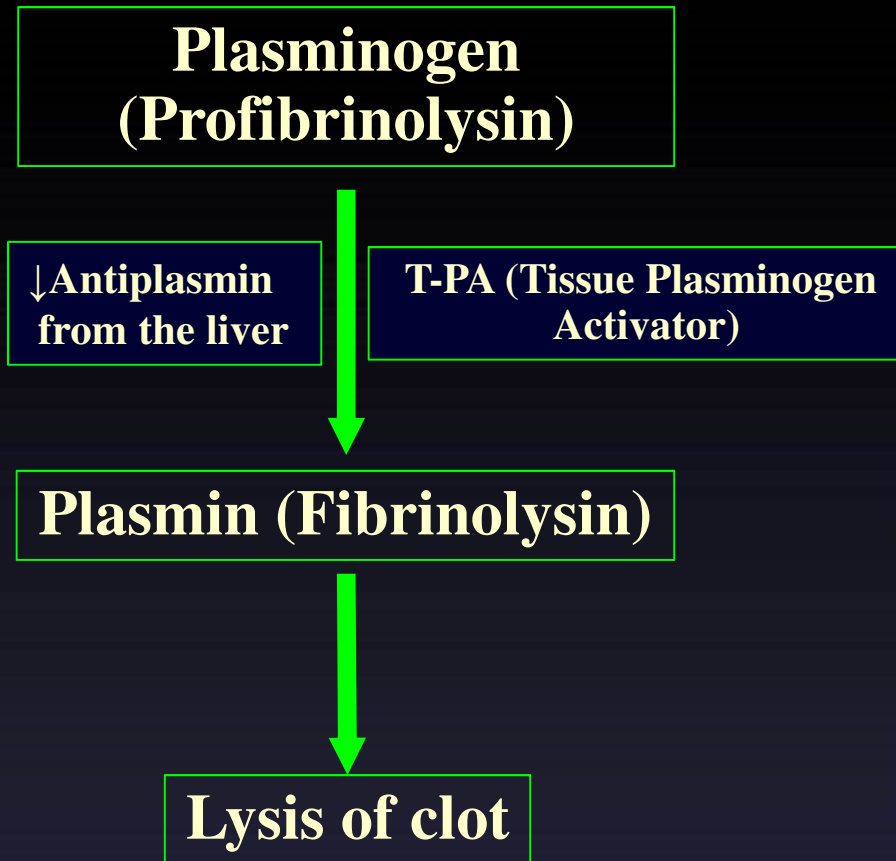 Plasminogen
(Profibrinolysin)
↓Antiplasmin
from the liver
T-PA (Tissue Plasminogen
Activator)
Plasmin (Fibrinolysin)
Lysis of clot